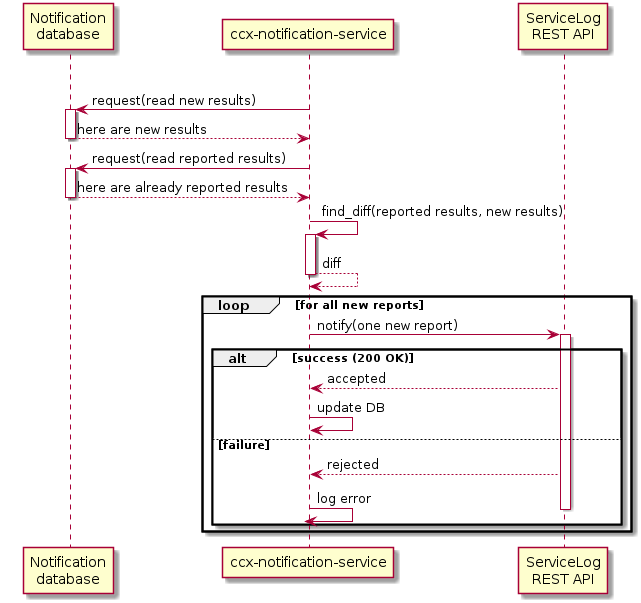 Notification
database
ccx-notification-service
ServiceLog
REST API
request(read new results)
here are new results
request(read reported results)
here are already reported results
find_diff(reported results, new results)
diff
loop
[for all new reports]
notify(one new report)
alt
[success (200 OK)]
accepted
update DB
[failure]
rejected
log error
Notification
database
ccx-notification-service
ServiceLog
REST API